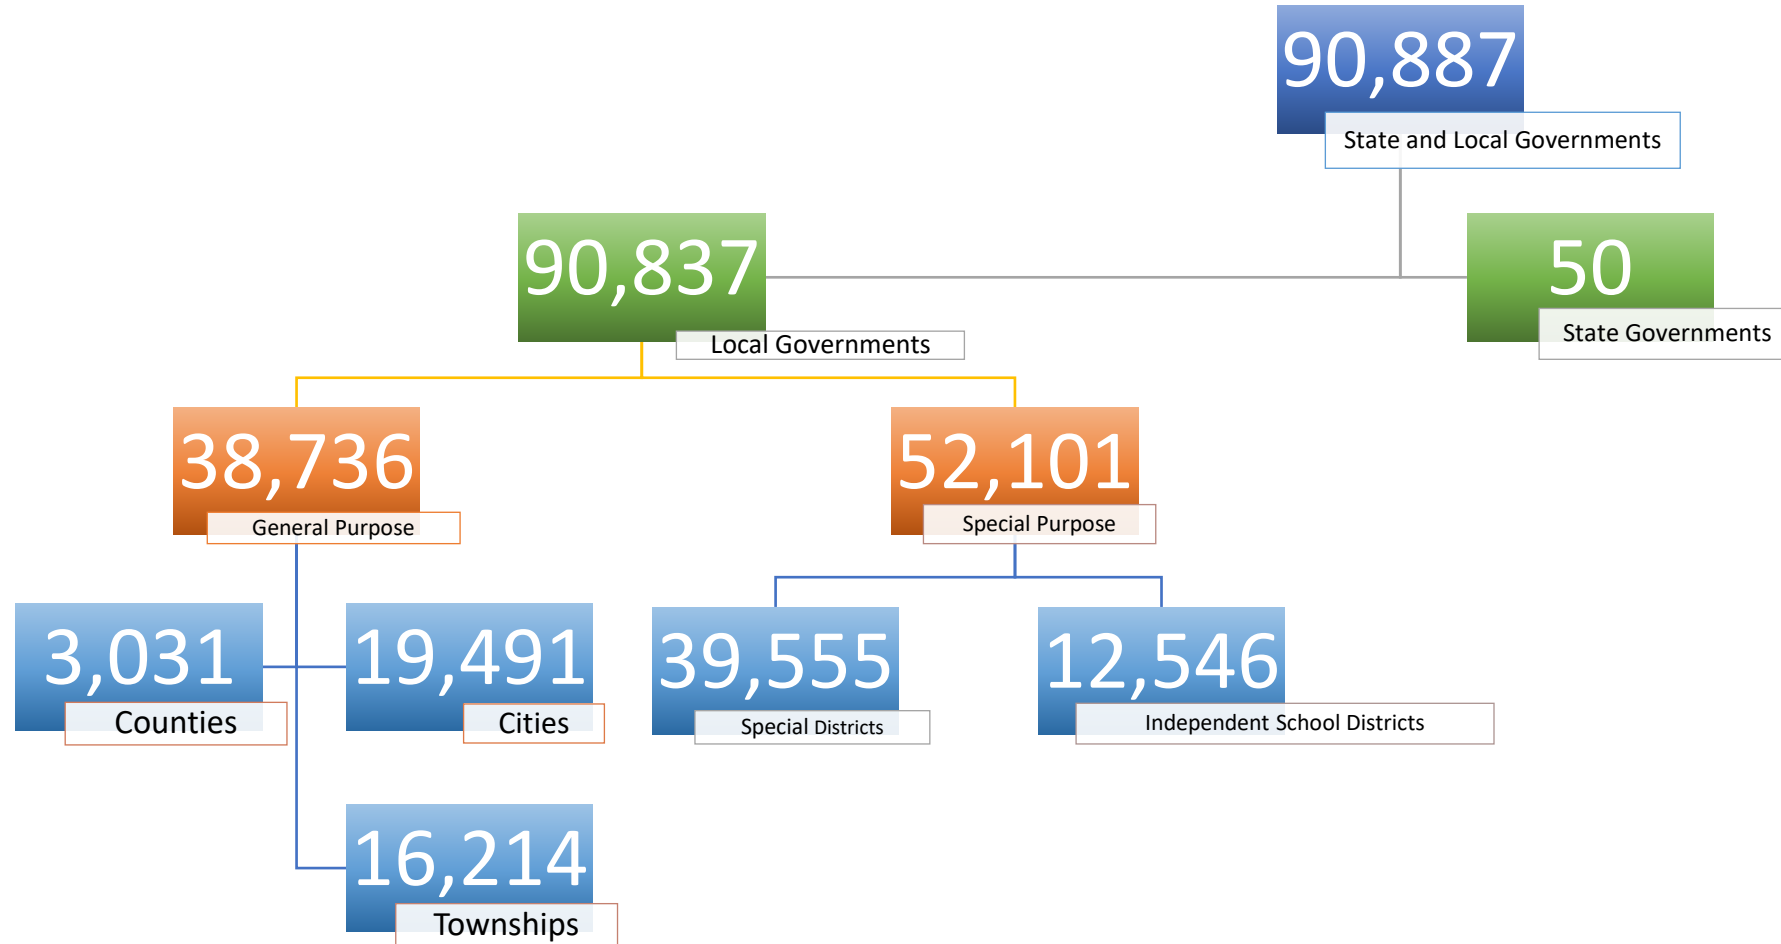 90,887
State and Local Governments
90,837
Local Governments
50
State Governments
38,736
General Purpose
52,101
Special Purpose
3,031
Counties
19,491
Cities
39,555
Special Districts
12,546
Independent School Districts
16,214
Townships